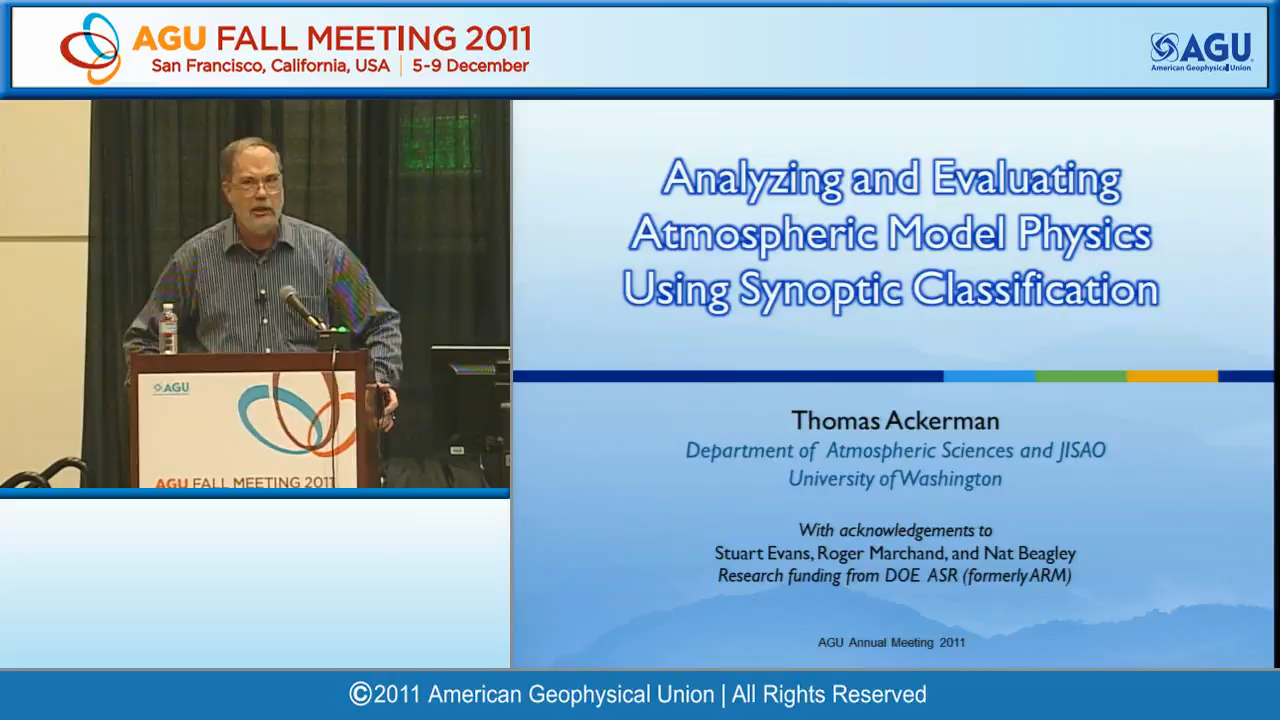 AGU FALL MEETING 2011
San Francisco, California, USA | 5-9 December
AGU
American Geophysical Union
Analyzing and Evaluating
Atmospheric Model Physics
Using Synoptic Classification
Thomas Ackerman
Department of Atmospheric Sciences and JISAO
University of Washington
With acknowledgements to
Stuart Evans, Roger Marchand, and Nat Beagley
Research funding from DOE ASR (formerly ARM)
AGU Annual Meeting 2011
AGU
AGU FALL MEETING 2011
©2011 American Geophysical Union | All Rights Reserved